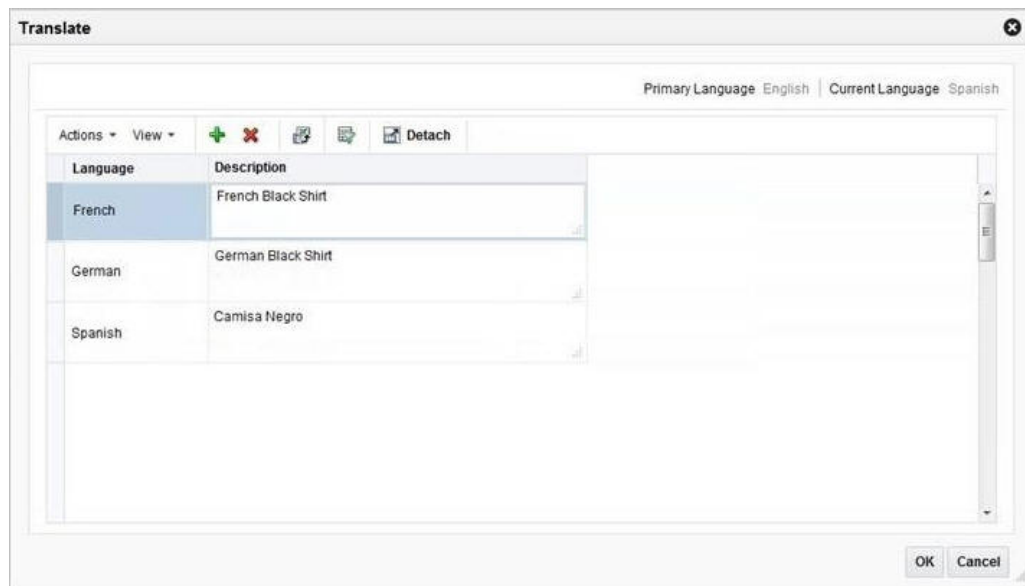 Translate
Primary Language English Current Language Spanish
Actions View Detach
Language Description
French French Black Shirt
German German Black Shirt
Spanish Camisa Negro
OK Cancel